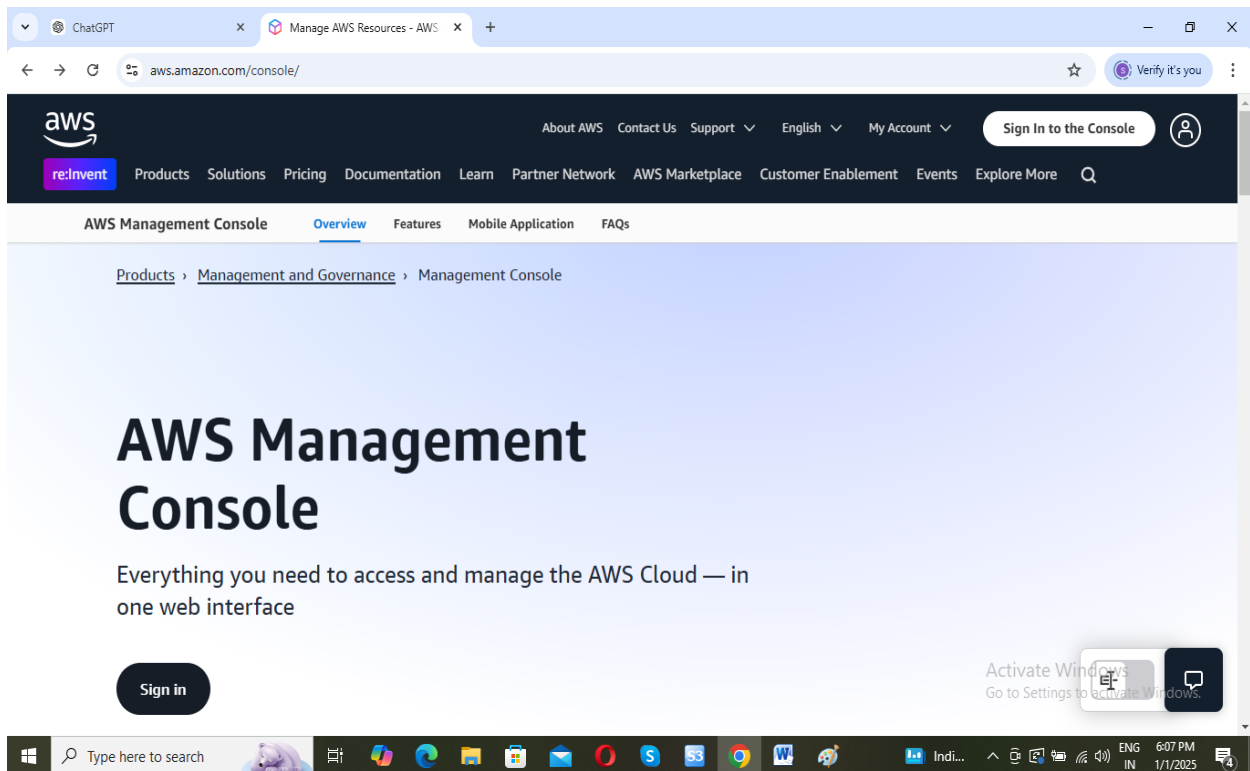 ChatGPT
Manage AWS Resources - AWS
aws.amazon.com/console/
Verify it's you
aws
About AWS Contact Us Support English My Account Sign In to the Console
re:Invent Products Solutions Pricing Documentation Learn Partner Network AWS Marketplace Customer Enablement Events Explore More
AWS Management Console Overview Features Mobile Application FAQs
Products › Management and Governance › Management Console
AWS Management
Console
Everything you need to access and manage the AWS Cloud — in
one web interface
Sign in
Activate Windows
Go to Settings to activate Windows.
Type here to search
Indi...
ENG
IN
6:07 PM
1/1/2025
4